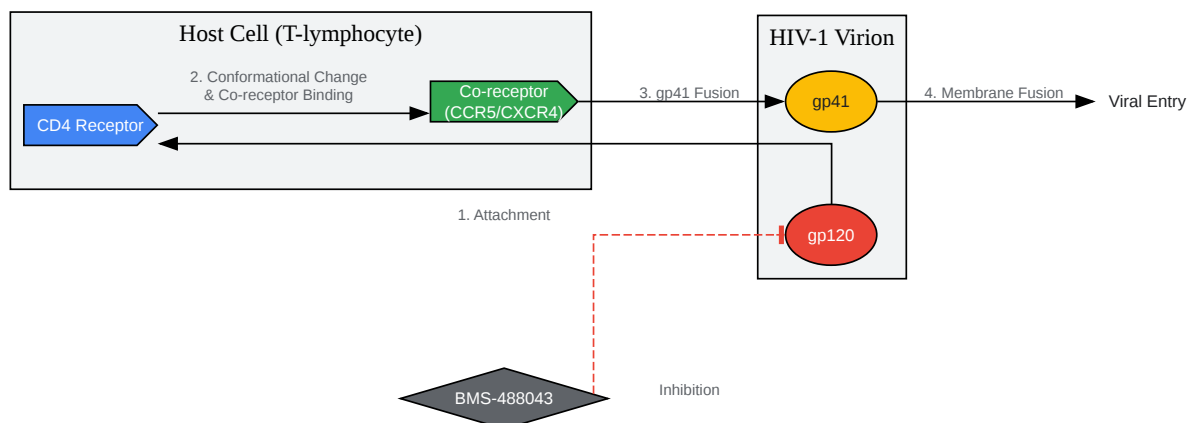 Host Cell (T-lymphocyte)
HIV-1 Virion
2. Conformational Change
& Co-receptor Binding
CD4 Receptor
Co-receptor
(CCR5/CXCR4)
3. gp41 Fusion
gp41
4. Membrane Fusion
Viral Entry
1. Attachment
gp120
BMS-488043
Inhibition